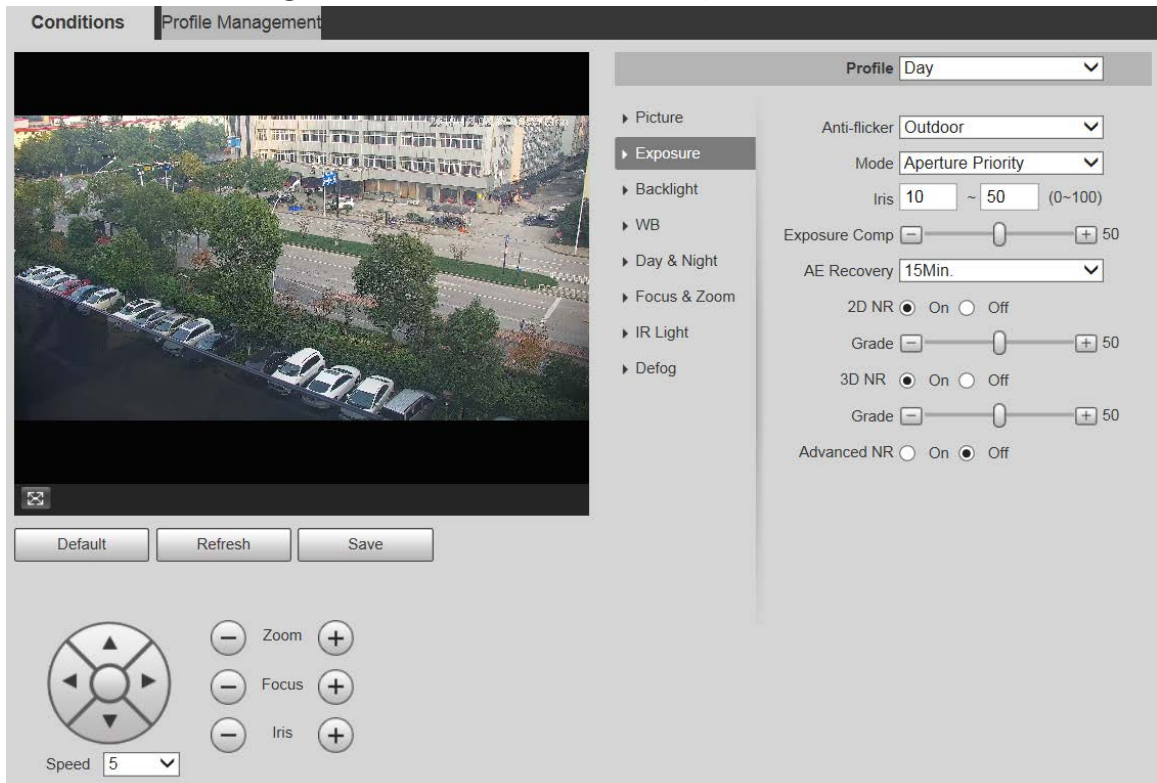 Conditions Profile Management
Profile Day
Picture
Exposure
Backlight
WB
Day & Night
Focus & Zoom
IR Light
Defog
Anti-flicker Outdoor
Mode Aperture Priority
Iris 10 ~ 50 (0~100)
Exposure Comp 50
AE Recovery 15Min.
2D NR On Off
Grade 50
3D NR On Off
Grade 50
Advanced NR On Off
Default Refresh Save
Zoom
Focus
Iris
Speed 5